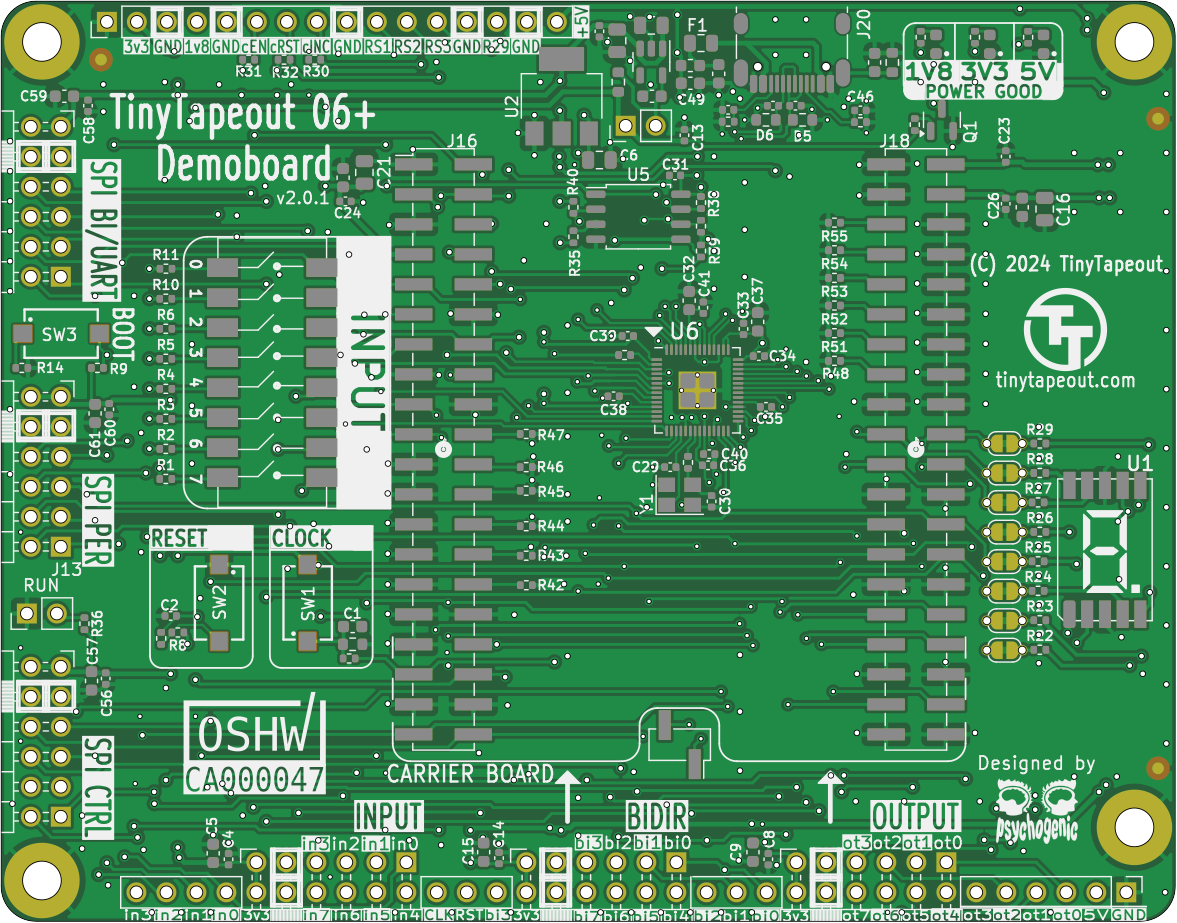 3v3 GND 1v8 GND cEN cRST cINC GND RS1 RS2 RS3 GND GND +5V
R31 R32 R30
F1
J20
1V8 3V3 5V
POWER GOOD
C59
C58
TinyTapeout 06+
Demoboard
v2.0.1
U2
C49
C46
D6
C13
Q1
C23
C21
C24
J16
J18
C6
C31
U5
R40
R38
R35
R39
C26
C16
SPI BI/UART
R11
R10
R6
R5
R4
R3
R2
R1
0
1
2
3
4
5
6
7
INPUT
R55
R54
R53
R52
R51
R48
(C) 2024 TinyTapeout
tinytapeout.com
C32
C41
C33
C37
C39
U6
C34
C38
C35
SW3
BOOT
R14
R9
C61
C60
R47
R46
R45
R44
R43
R42
C40
C36
Y1
C30
R29
R28
R27
R26
R25
R24
R23
R22
U1
8.
SPI PER
J13
RUN
RESET
SW2
C2
R8
CLOCK
SW1
C1
R36
C57
C56
SPI CTRL
OSHW
CA000047
CARRIER BOARD
Designed by
psychogenic
INPUT
BIDIR
OUTPUT
C5
C4
in3 in2 in1 in0
C15
C14
bi3 bi2 bi1 bi0
C9
C8
ot3 ot2 ot1 ot0
in3 in2 in1 in0 3v3 in7 in6 in5 in4 CLK RST bi3 bi7 bi6 bi5 bi4 bi2 bi1 bi0 3v3 ot7 ot6 ot5 ot4 ot3 ot2 ot1 ot0 5V GND